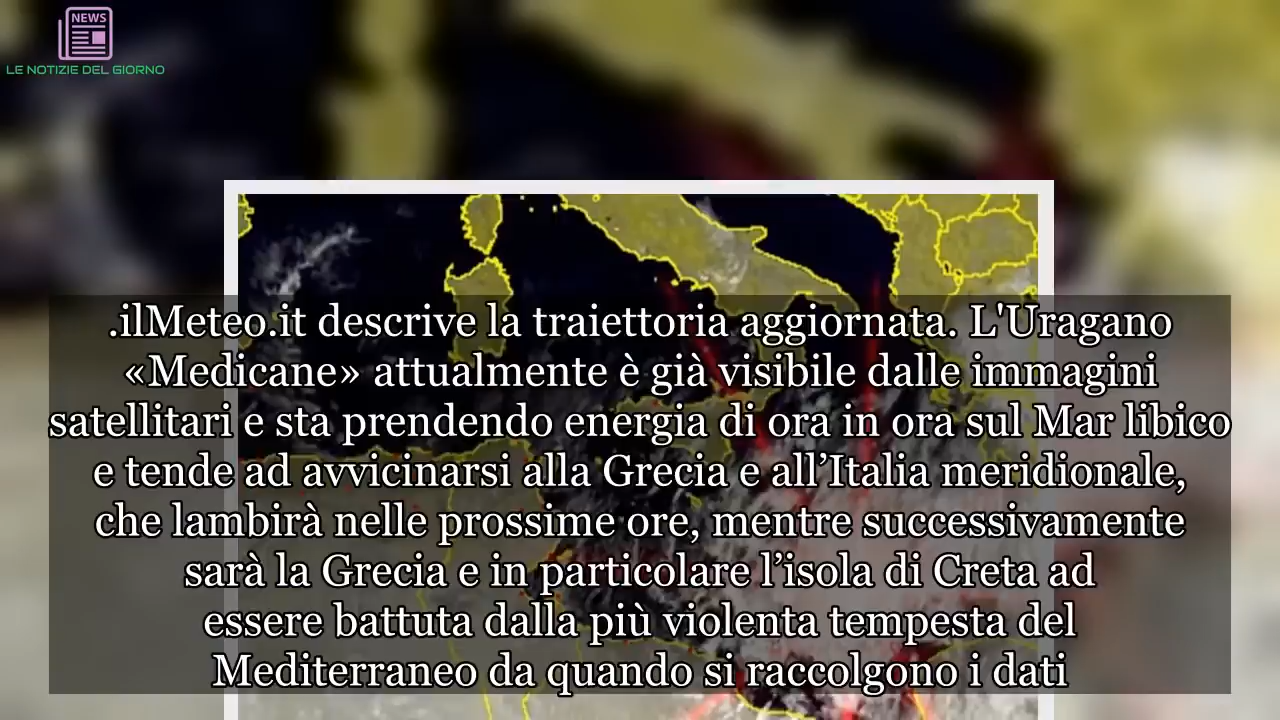 NEWS
LE NOTIZIE DEL GIORNO
.ilMeteo.it descrive la traiettoria aggiornata. L'Uragano
«Medicane» attualmente è già visibile dalle immagini
satellitari e sta prendendo energia di ora in ora sul Mar libico
e tende ad avvicinarsi alla Grecia e all’Italia meridionale,
che lambirà nelle prossime ore, mentre successivamente
sarà la Grecia e in particolare l’isola di Creta ad
essere battuta dalla più violenta tempesta del
Mediterraneo da quando si raccolgono i dati